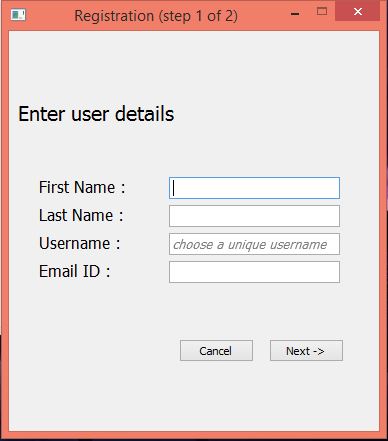 Registration (step 1 of 2)
Enter user details
First Name :
Last Name :
Username : choose a unique username
Email ID :
Cancel Next ->